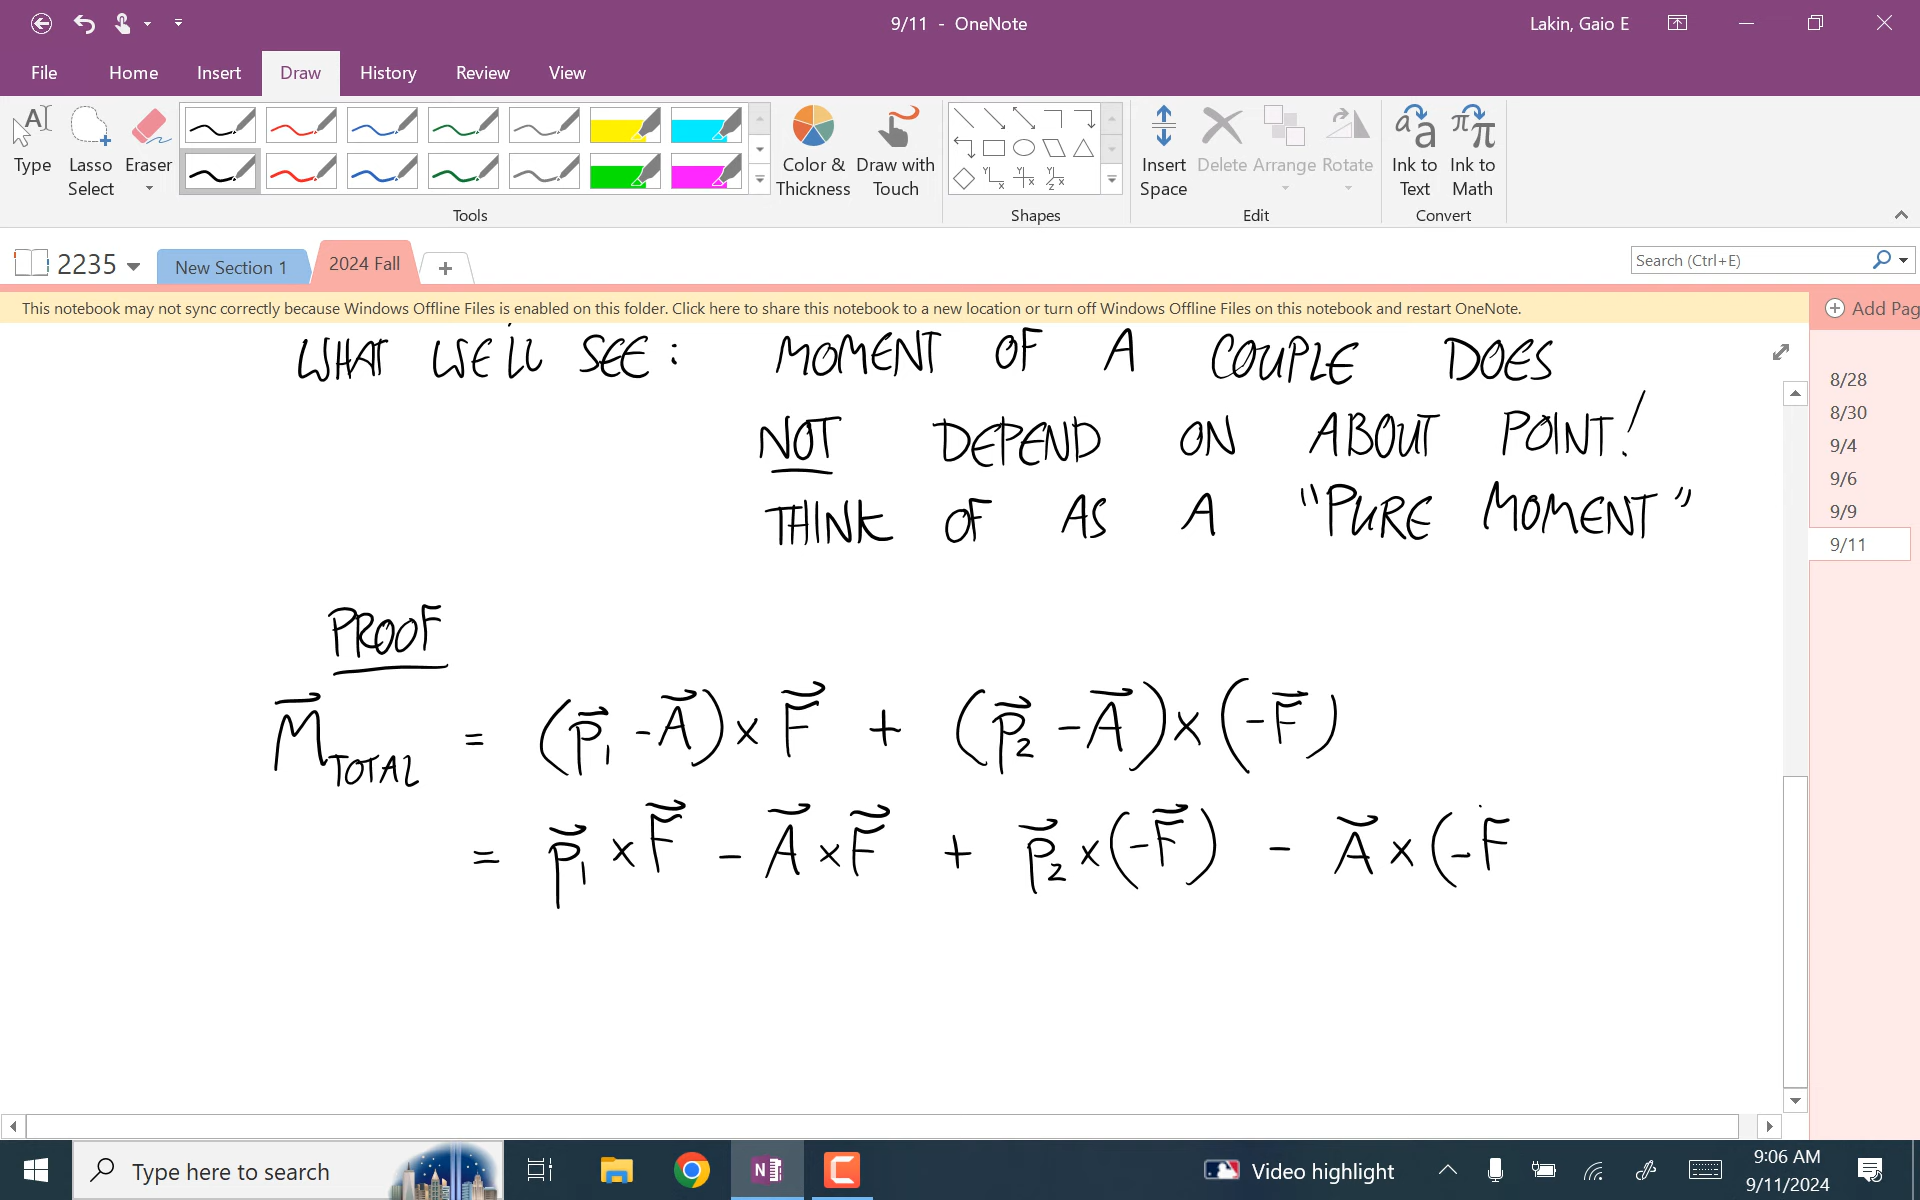 9/11 - OneNote
Lakin, Gaio E
File Home Insert Draw History Review View
Type
Lasso Select
Eraser
Color & Thickness
Draw with Touch
Insert Space
Delete
Arrange
Rotate
Ink to Text
Ink to Math
Tools
Shapes
Edit
Convert
2235
New Section 1
2024 Fall
Search (Ctrl+E)
This notebook may not sync correctly because Windows Offline Files is enabled on this folder. Click here to share this notebook to a new location or turn off Windows Offline Files on this notebook and restart OneNote.
Add Pag
8/28
8/30
9/4
9/6
9/9
9/11
WHAT WE'LL SEE: MOMENT OF A COUPLE DOES
NOT DEPEND ON ABOUT POINT!
THINK OF AS A "PURE MOMENT"
PROOF
M⃗_TOTAL = (p⃗₁ - A⃗) × F⃗ + (p⃗₂ - A⃗) × (-F⃗)
= p⃗₁ × F⃗ - A⃗ × F⃗ + p⃗₂ × (-F⃗) - A⃗ × (-F
Type here to search
Video highlight
9:06 AM
9/11/2024